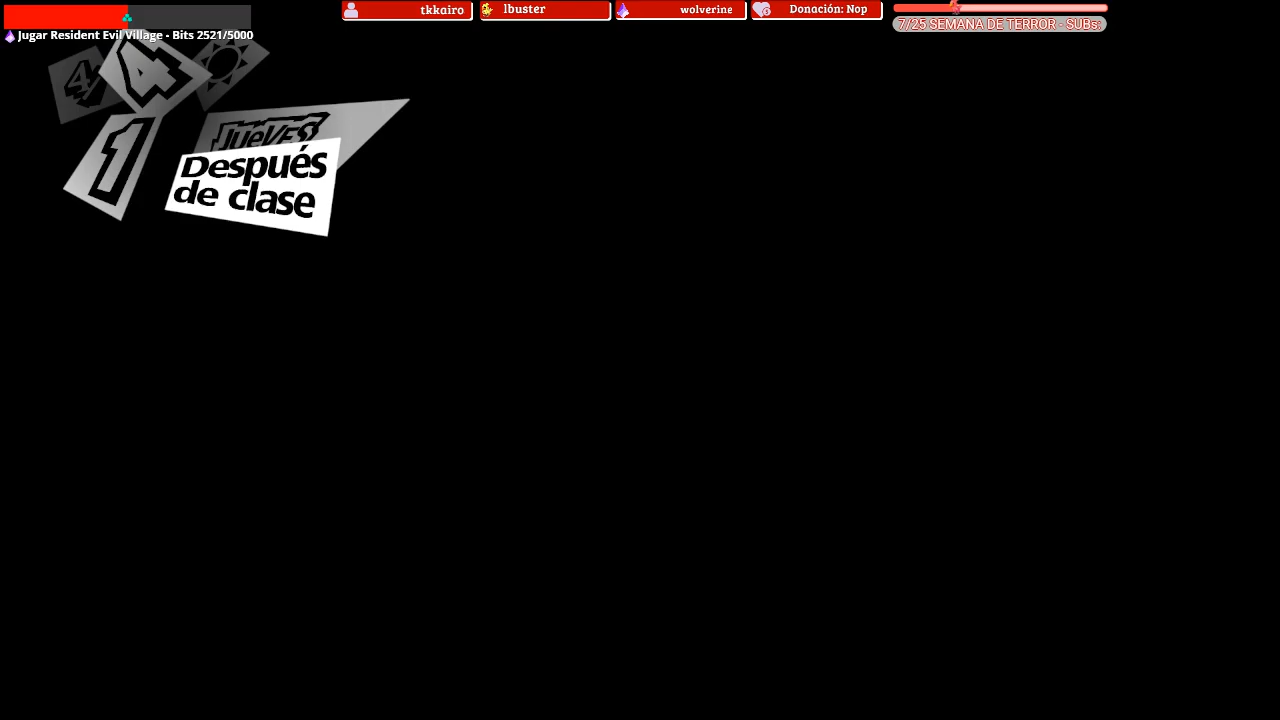 tkkairo
lbuster
wolverine
Donación: Nop
7/25 SEMANA DE TERROR - SUBs:
Jugar Resident Evil Village - Bits 2521/5000
4/
4
1
JUeVES
Después
de clase